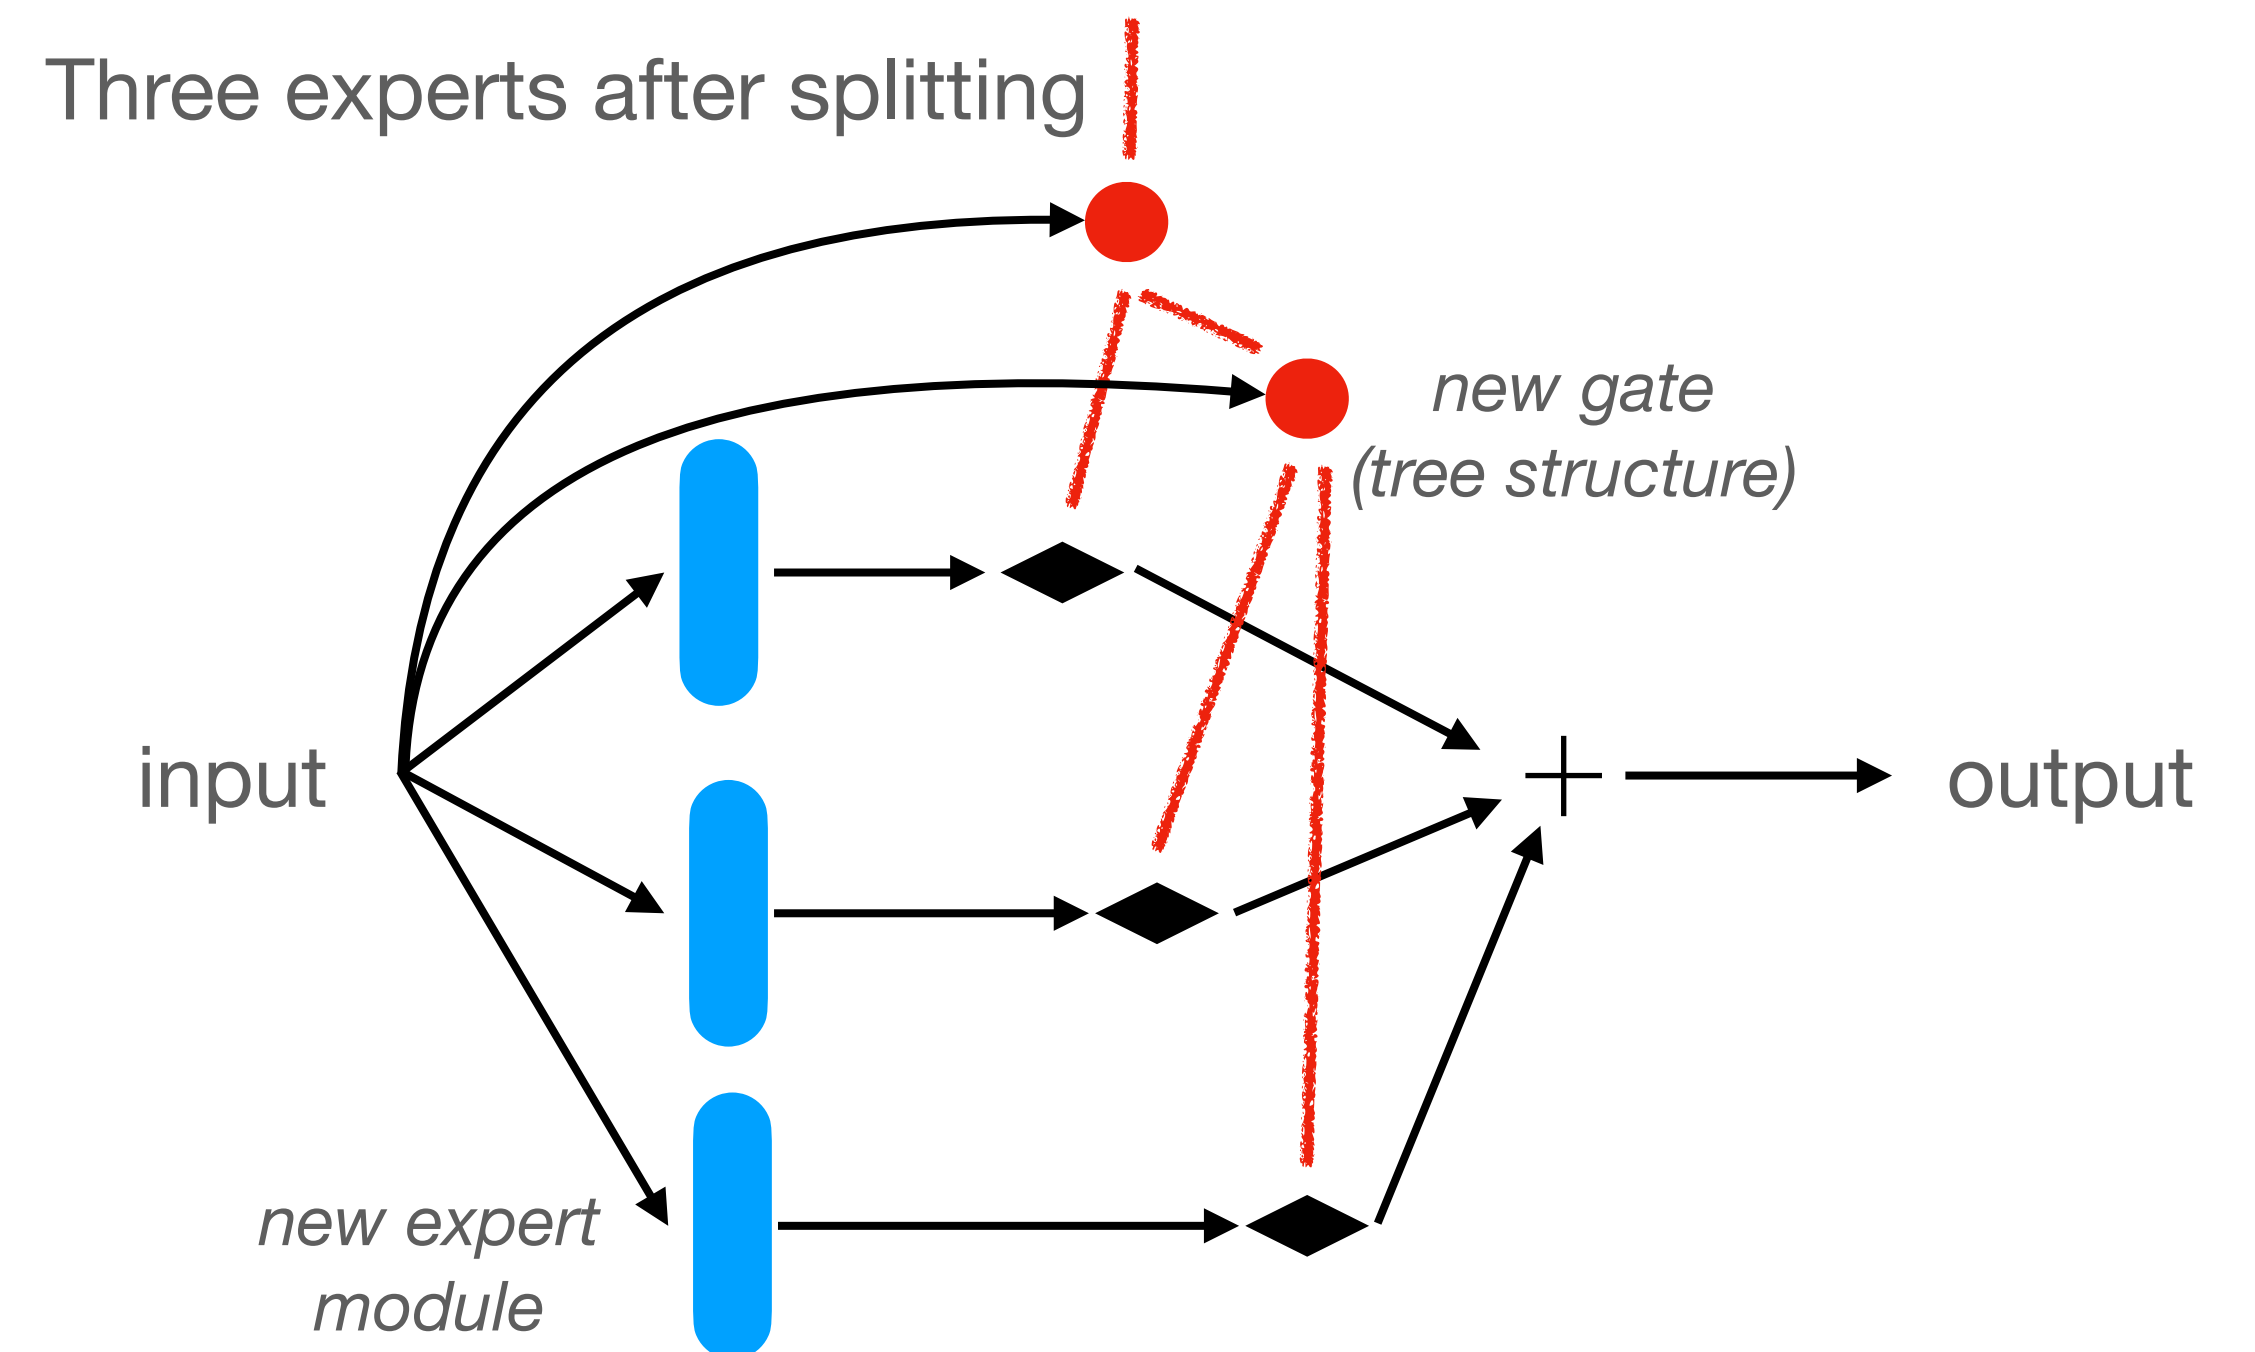 Three experts after splitting
new gate
(tree structure)
input
+
output
new expert
module